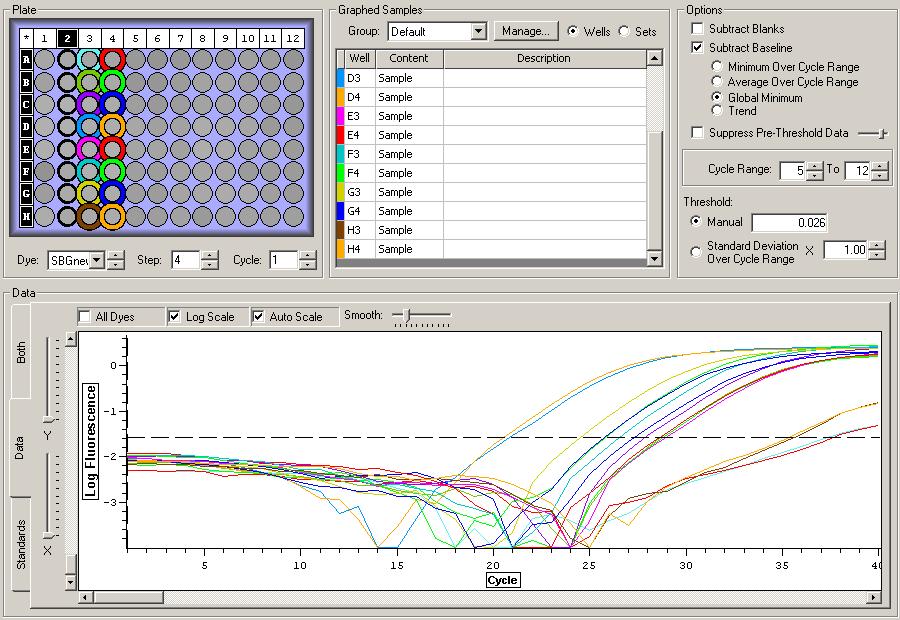 Plate
* 1 2 3 4 5 6 7 8 9 10 11 12
A
B
C
D
E
F
G
H
Dye: SBGnew Step: 4 Cycle: 1
Graphed Samples
Group: Default Manage... Wells Sets
Well Content Description
D3 Sample
D4 Sample
E3 Sample
E4 Sample
F3 Sample
F4 Sample
G3 Sample
G4 Sample
H3 Sample
H4 Sample
Options
Subtract Blanks
Subtract Baseline
Minimum Over Cycle Range
Average Over Cycle Range
Global Minimum
Trend
Suppress Pre-Threshold Data
Cycle Range: 5 To 12
Threshold:
Manual 0.026
Standard Deviation
Over Cycle Range X 1.00
Data
Both
Data
Standards
Y
X
All Dyes Log Scale Auto Scale Smooth:
Log Fluorescence
0
-1
-2
-3
5 10 15 20 25 30 35 40
Cycle